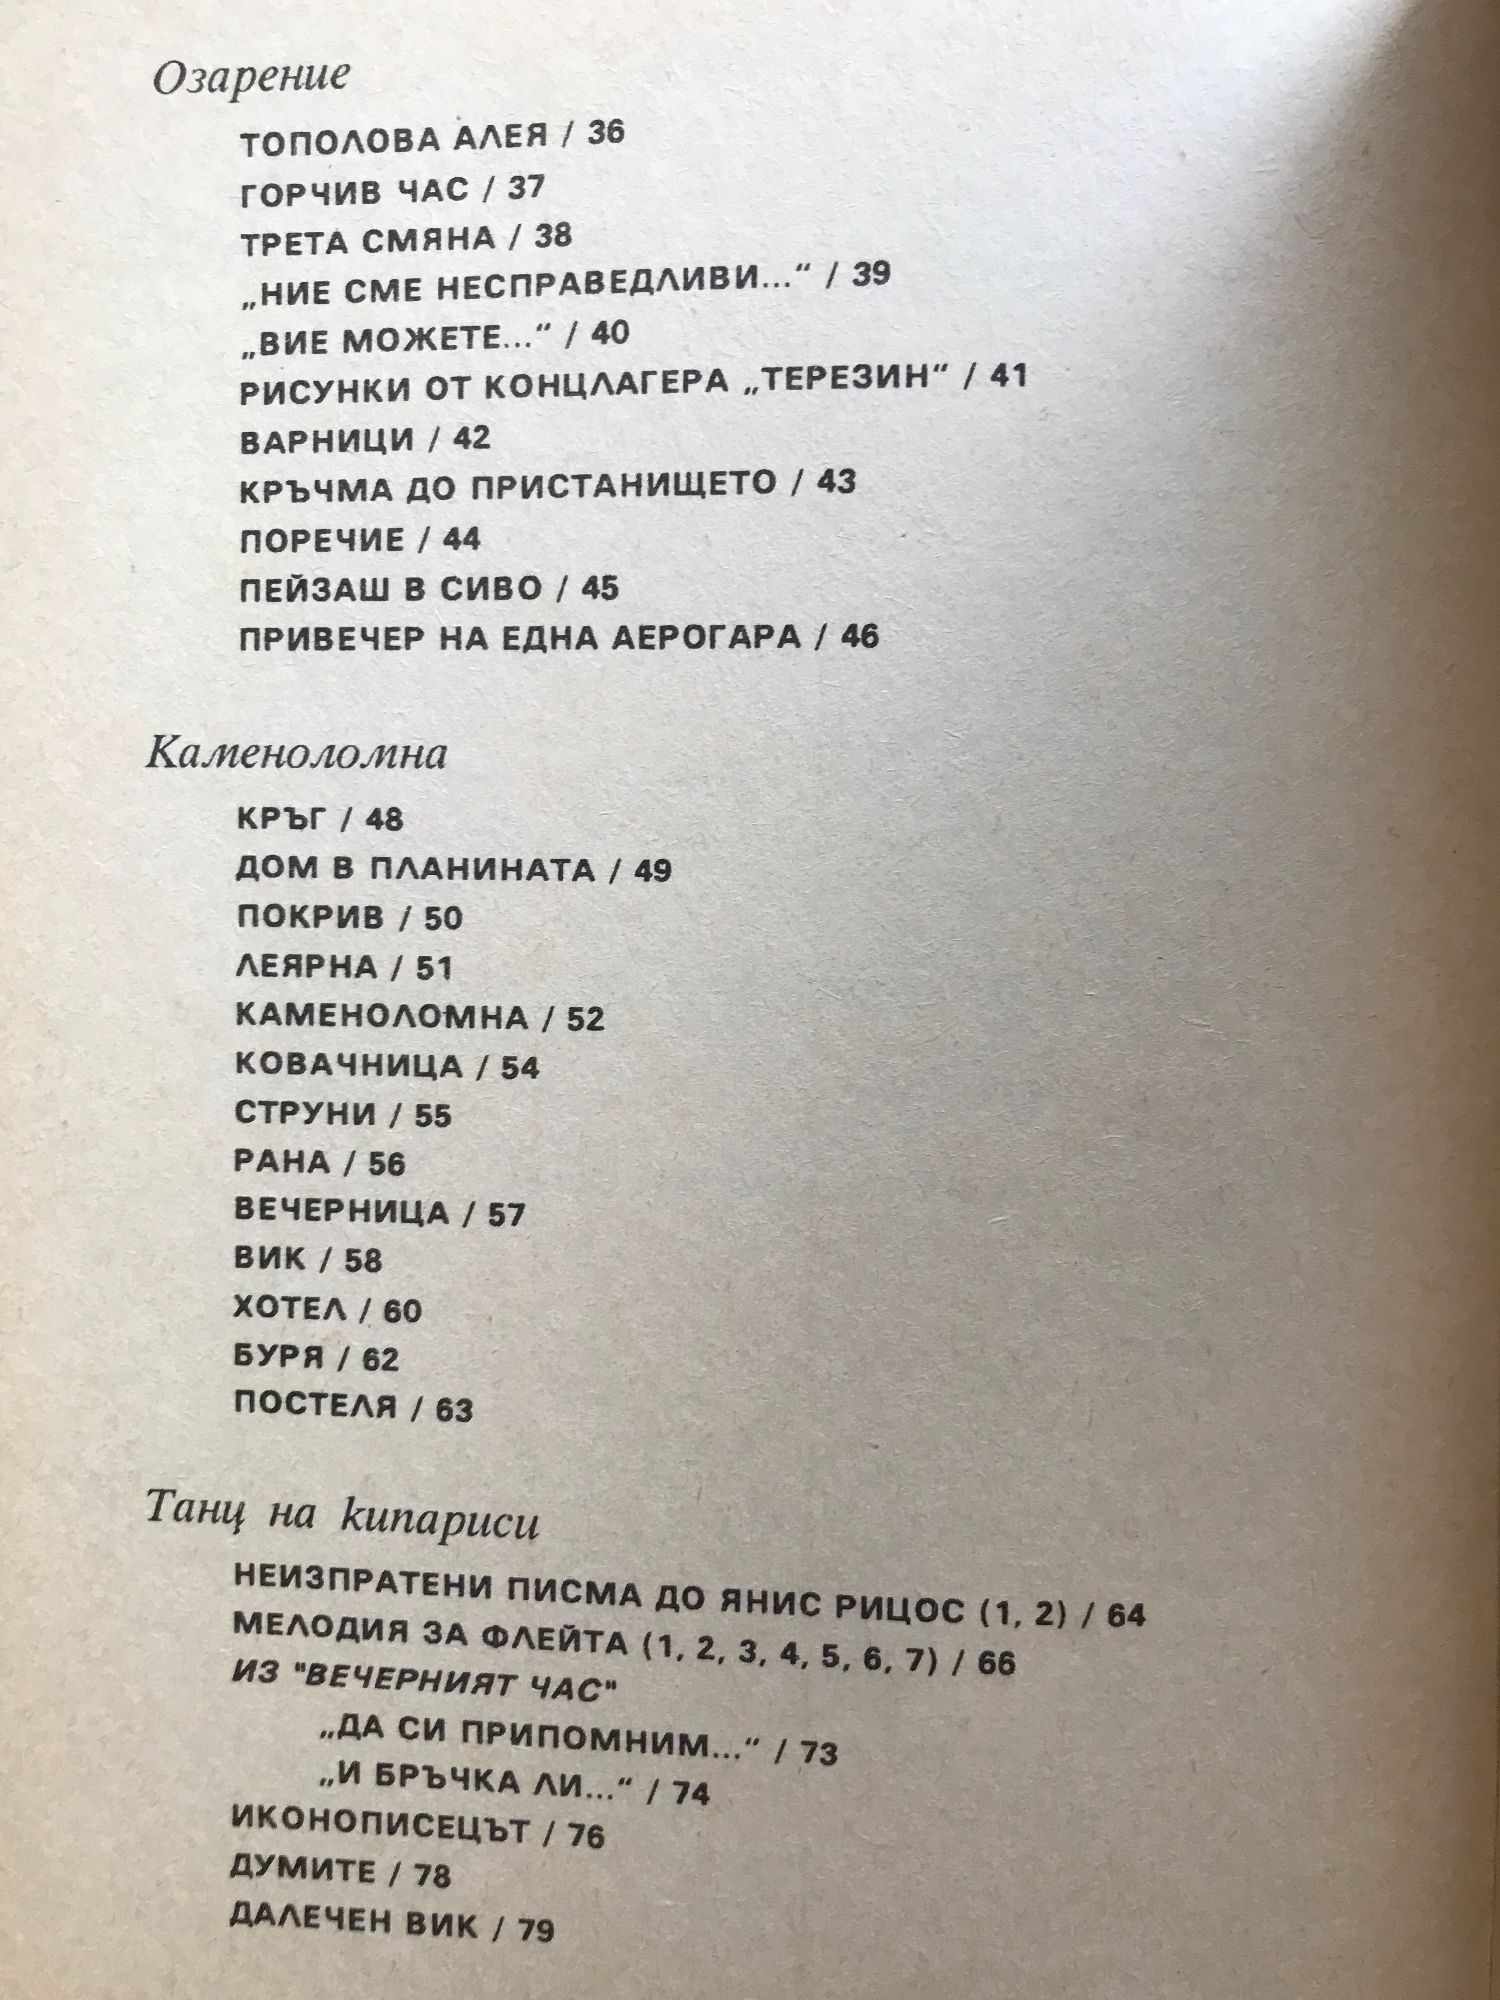 Озарение
ТОПОЛОВА АЛЕЯ / 36
ГОРЧИВ ЧАС / 37
ТРЕТА СМЯНА / 38
„НИЕ СМЕ НЕСПРАВЕДЛИВИ...“ / 39
„ВИЕ МОЖЕТЕ...“ / 40
РИСУНКИ ОТ КОНЦЛАГЕРА „ТЕРЕЗИН“ / 41
ВАРНИЦИ / 42
КРЪЧМА ДО ПРИСТАНИЩЕТО / 43
ПОРЕЧИЕ / 44
ПЕЙЗАШ В СИВО / 45
ПРИВЕЧЕР НА ЕДНА АЕРОГАРА / 46
Каменоломна
КРЪГ / 48
ДОМ В ПЛАНИНАТА / 49
ПОКРИВ / 50
ЛЕЯРНА / 51
КАМЕНОЛОМНА / 52
КОВАЧНИЦА / 54
СТРУНИ / 55
РАНА / 56
ВЕЧЕРНИЦА / 57
ВИК / 58
ХОТЕЛ / 60
БУРЯ / 62
ПОСТЕЛЯ / 63
Танц на кипариси
НЕИЗПРАТЕНИ ПИСМА ДО ЯНИС РИЦОС (1, 2) / 64
МЕЛОДИЯ ЗА ФЛЕЙТА (1, 2, 3, 4, 5, 6, 7) / 66
ИЗ "ВЕЧЕРНИЯТ ЧАС"
„ДА СИ ПРИПОМНИМ...“ / 73
„И БРЪЧКА ЛИ...“ / 74
ИКОНОПИСЕЦЪТ / 76
ДУМИТЕ / 78
ДАЛЕЧЕН ВИК / 79